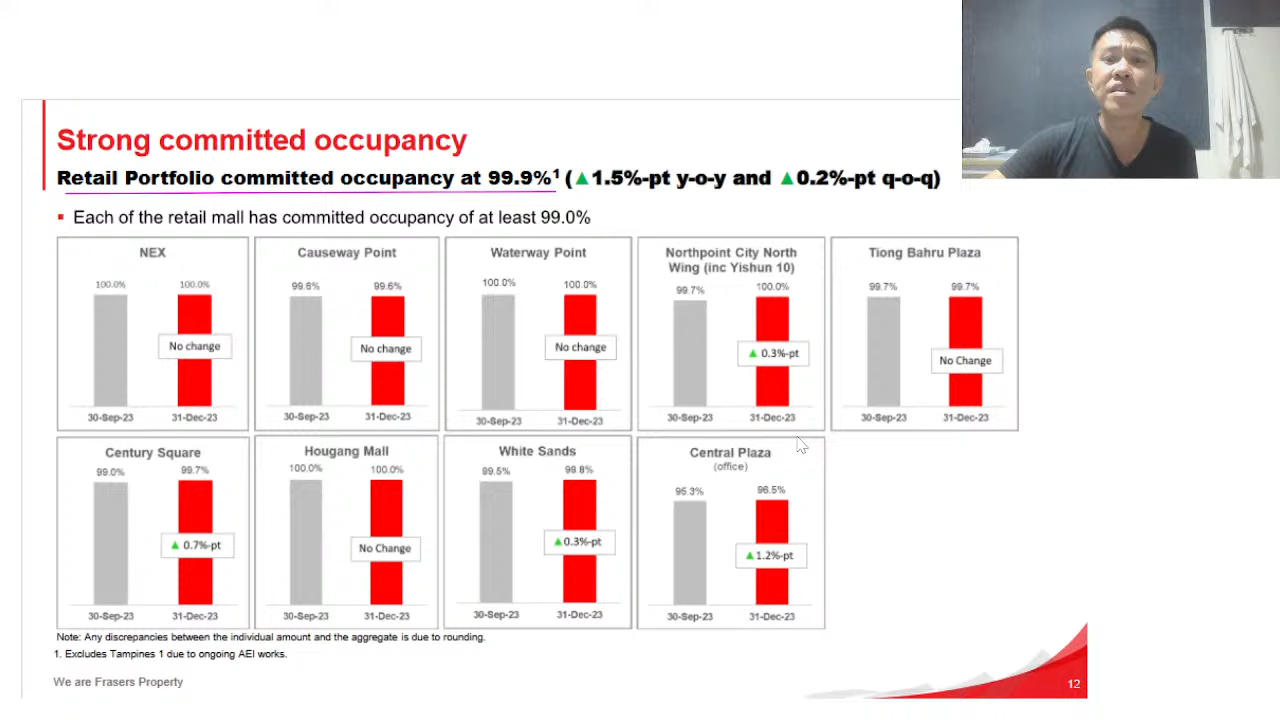 Strong committed occupancy
Retail Portfolio committed occupancy at 99.9%¹ (▲1.5%-pt y-o-y and ▲0.2%-pt q-o-q)
▪ Each of the retail mall has committed occupancy of at least 99.0%
NEX
100.0% 100.0%
No change
30-Sep-23 31-Dec-23
Causeway Point
99.6% 99.6%
No change
30-Sep-23 31-Dec-23
Waterway Point
100.0% 100.0%
No change
30-Sep-23 31-Dec-23
Northpoint City North
Wing (inc Yishun 10)
99.7% 100.0%
▲ 0.3%-pt
30-Sep-23 31-Dec-23
Tiong Bahru Plaza
99.7% 99.7%
No Change
30-Sep-23 31-Dec-23
Century Square
99.0% 99.7%
▲ 0.7%-pt
30-Sep-23 31-Dec-23
Hougang Mall
100.0% 100.0%
No Change
30-Sep-23 31-Dec-23
White Sands
99.5% 99.8%
▲0.3%-pt
30-Sep-23 31-Dec-23
Central Plaza
(office)
95.3% 96.5%
▲1.2%-pt
30-Sep-23 31-Dec-23
Note: Any discrepancies between the individual amount and the aggregate is due to rounding.
1. Excludes Tampines 1 due to ongoing AEI works.
We are Frasers Property
12